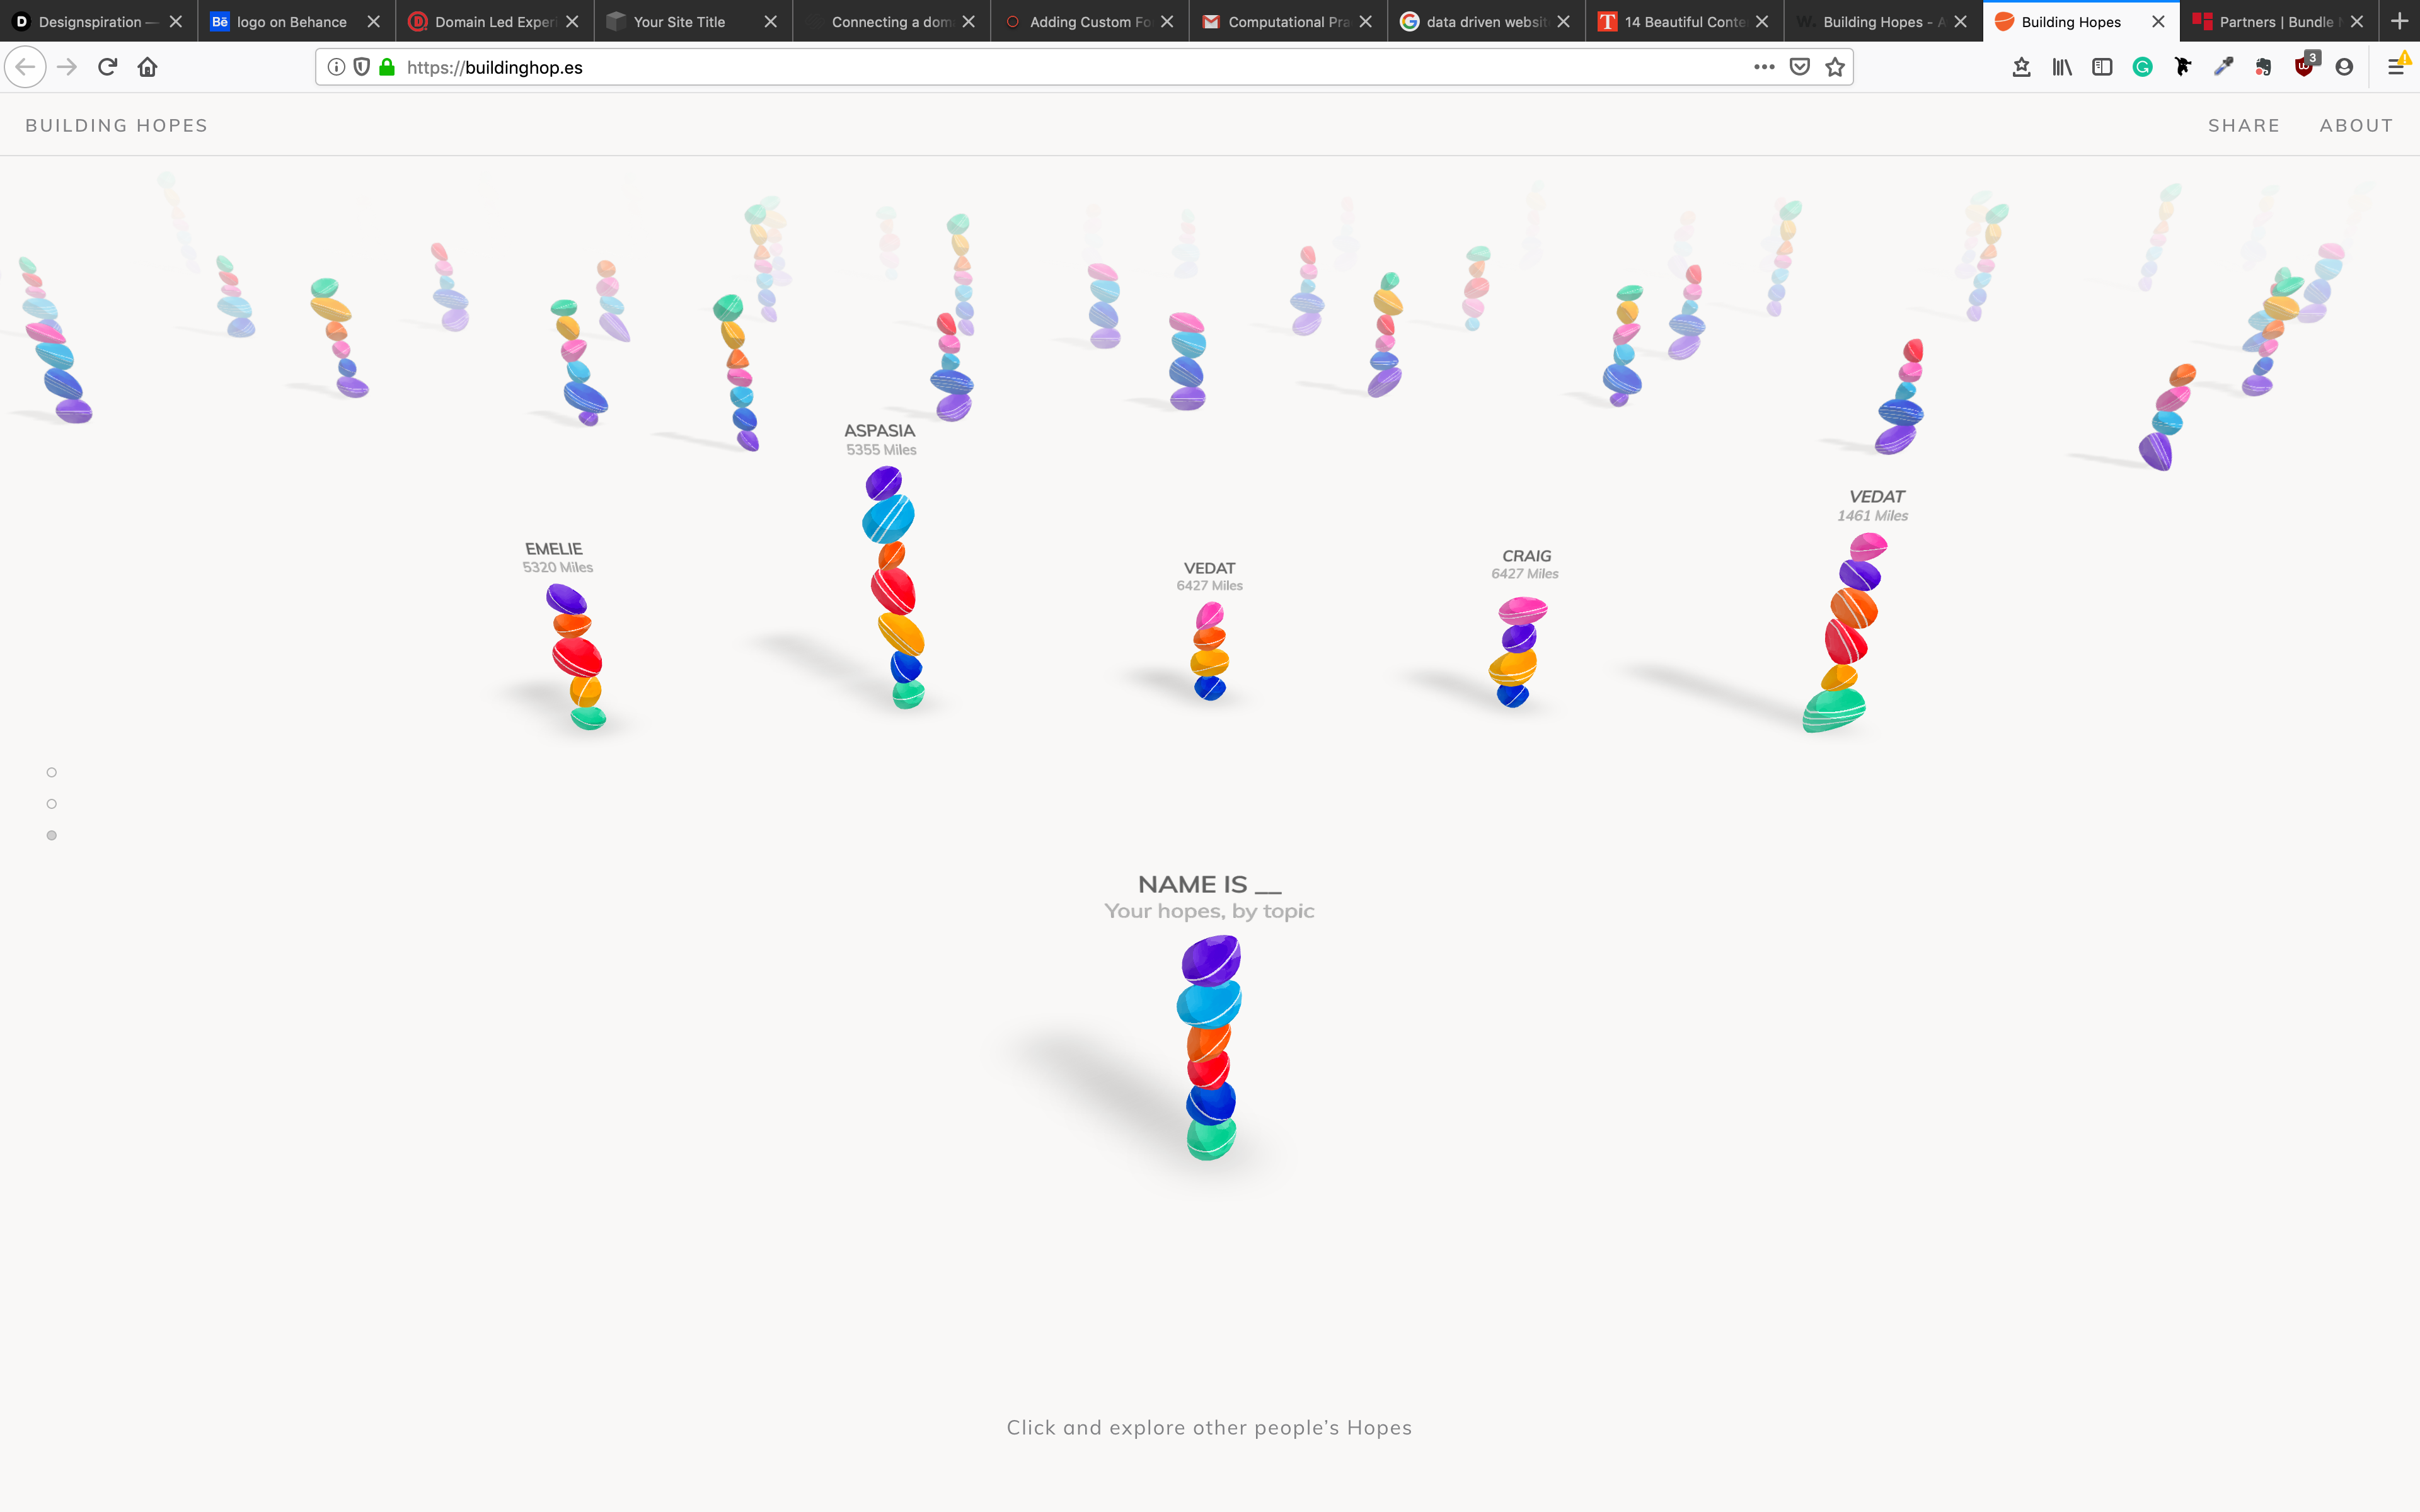 Designspiration —
logo on Behance
Domain Led Experi
Your Site Title
Connecting a dom
Adding Custom Fo
Computational Pra
data driven websit
14 Beautiful Conte
Building Hopes - A
Building Hopes
Partners | Bundle
https://buildinghop.es
3
BUILDING HOPES
SHARE
ABOUT
ASPASIA
5355 Miles
VEDAT
1461 Miles
EMELIE
5320 Miles
VEDAT
6427 Miles
CRAIG
6427 Miles
NAME IS __
Your hopes, by topic
Click and explore other people’s Hopes